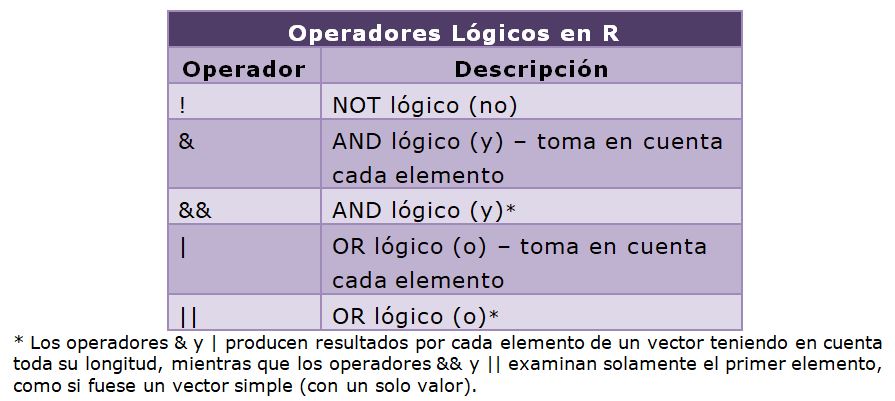 Operadores Lógicos en R
Operador Descripción
! NOT lógico (no)
& AND lógico (y) – toma en cuenta
cada elemento
&& AND lógico (y)*
| OR lógico (o) – toma en cuenta
cada elemento
|| OR lógico (o)*
* Los operadores & y | producen resultados por cada elemento de un vector teniendo en cuenta
toda su longitud, mientras que los operadores && y || examinan solamente el primer elemento,
como si fuese un vector simple (con un solo valor).